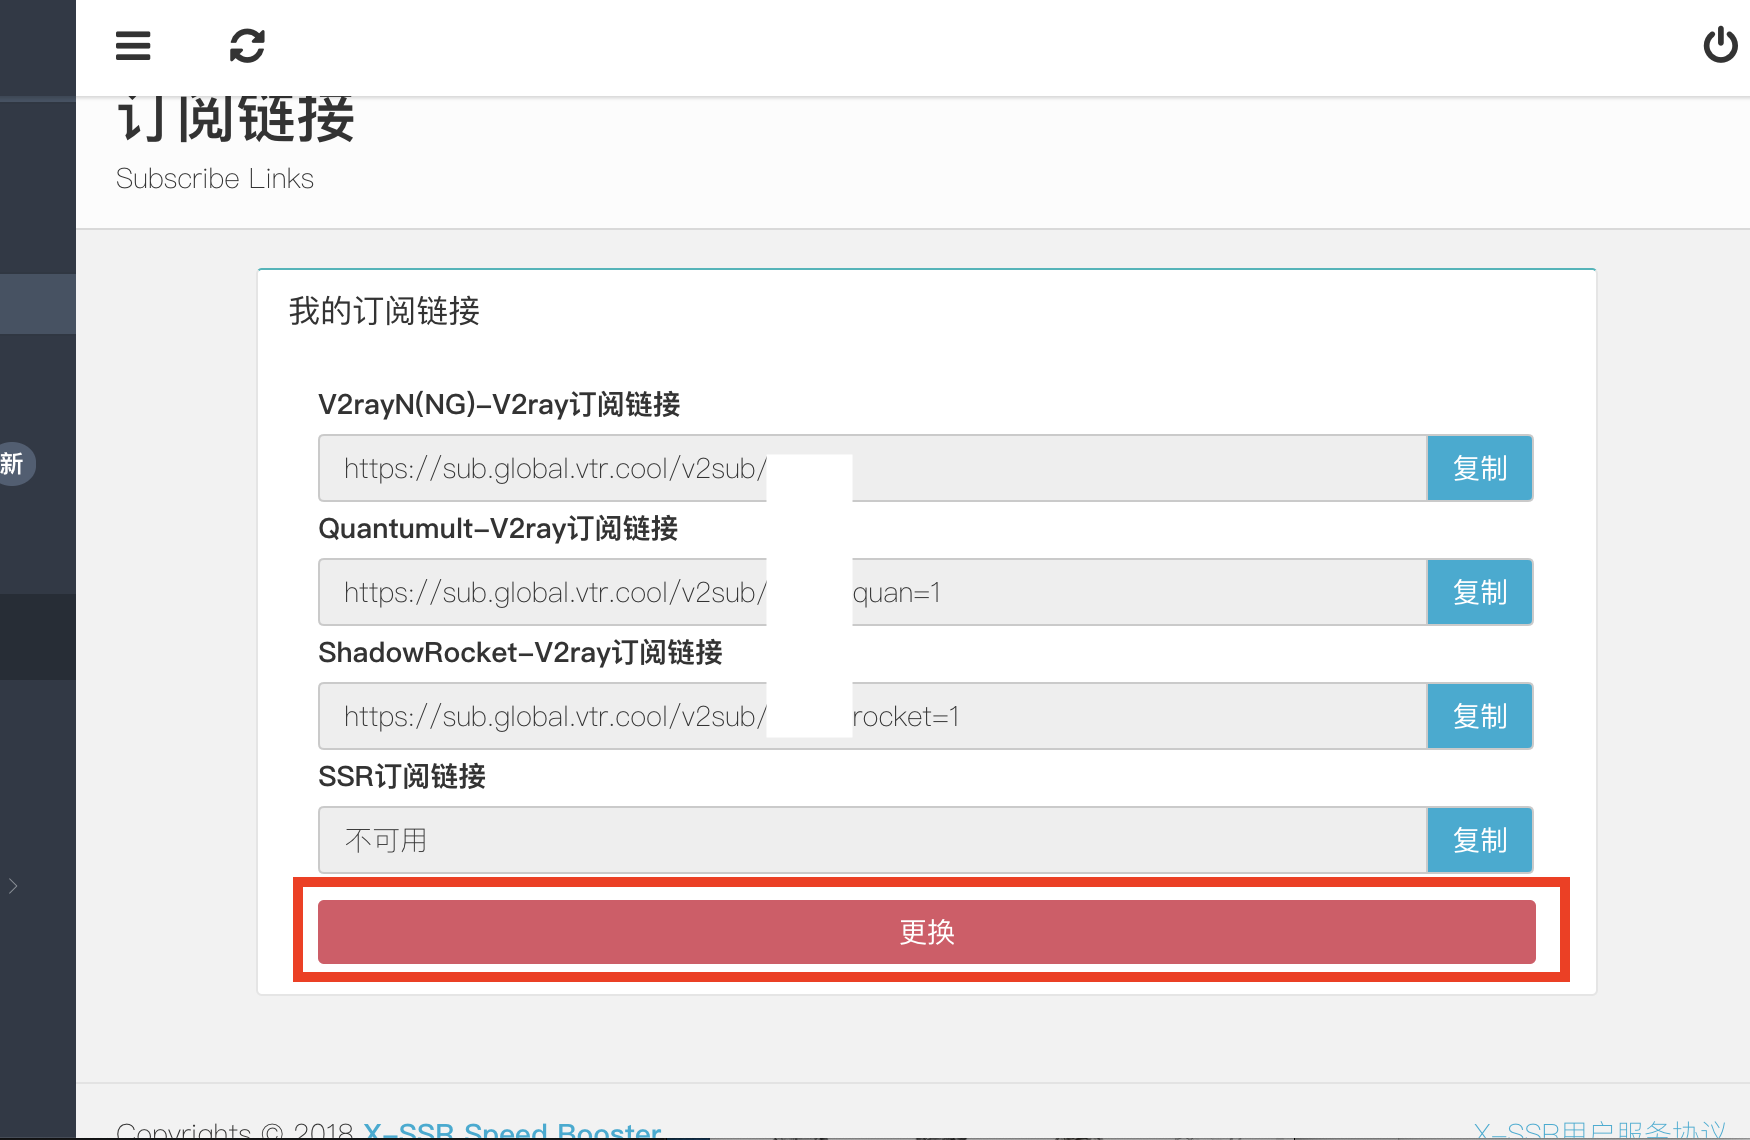 订阅链接
Subscribe Links
我的订阅链接
V2rayN(NG)-V2ray订阅链接
https://sub.global.vtr.cool/v2sub/
复制
Quantumult-V2ray订阅链接
https://sub.global.vtr.cool/v2sub/ quan=1
复制
新
ShadowRocket-V2ray订阅链接
https://sub.global.vtr.cool/v2sub/ rocket=1
复制
SSR订阅链接
不可用
复制
更换
Copyrights © 2018 X-SSR Speed Booster
X-SSR用户服务协议